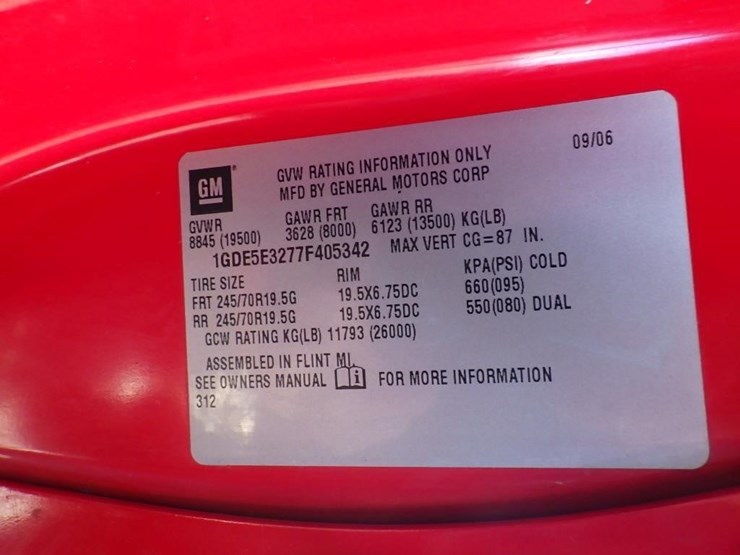 GM
GVW RATING INFORMATION ONLY 09/06
MFD BY GENERAL MOTORS CORP
GVWR GAWR FRT GAWR RR
8845 (19500) 3628 (8000) 6123 (13500) KG(LB)
1GDE5E3277F405342 MAX VERT CG=87 IN.
TIRE SIZE RIM KPA(PSI) COLD
FRT 245/70R19.5G 19.5X6.75DC 660(095)
RR 245/70R19.5G 19.5X6.75DC 550(080) DUAL
GCW RATING KG(LB) 11793 (26000)
ASSEMBLED IN FLINT MI.
SEE OWNERS MANUAL i FOR MORE INFORMATION
312